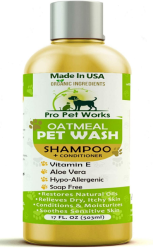 Made In USA
ORGANIC INGREDIENTS
Pro Pet Works
OATMEAL
PET WASH
SHAMPOO
+ CONDITIONER
• Vitamin E
• Aloe Vera
• Hypo-Allergenic
• Soap Free
• Restores Natural Oils
• Relieves Dry, Itchy Skin
• Conditions & Moisturises
• Soothes Sensitive Skin
17 FL. OZ (503ml)